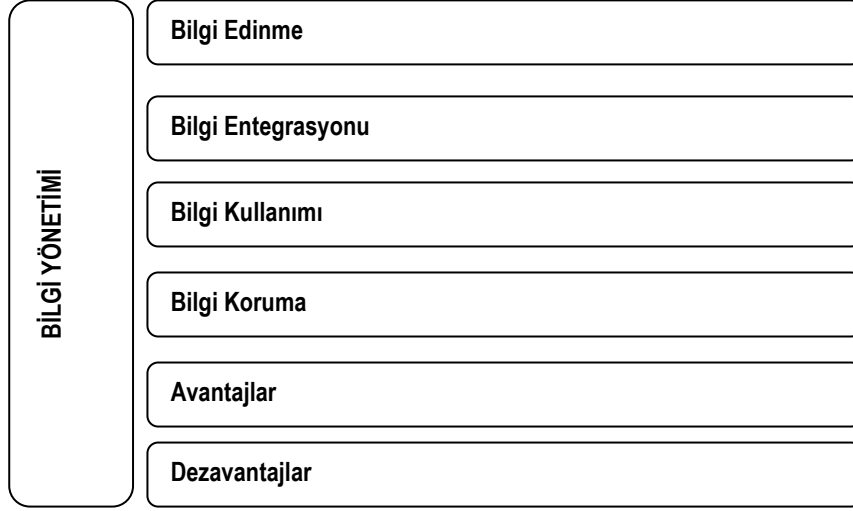 BİLGİ YÖNETİMİ
Bilgi Edinme
Bilgi Entegrasyonu
Bilgi Kullanımı
Bilgi Koruma
Avantajlar
Dezavantajlar